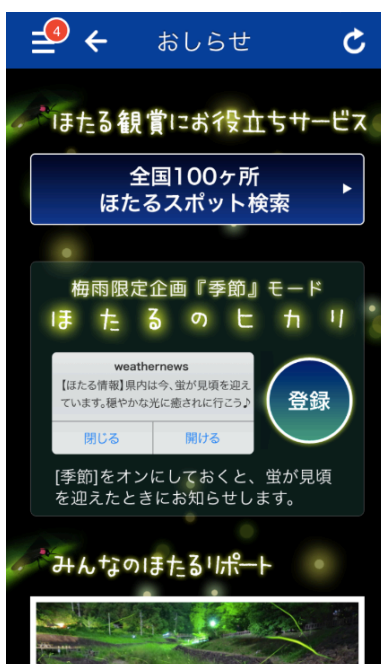 4
おしらせ
ほたる観賞にお役立ちサービス
全国100ヶ所
ほたるスポット検索
梅雨限定企画『季節』モード
ほたるのヒカリ
weathernews
【ほたる情報】県内は今、蛍が見頃を迎え
ています。穏やかな光に癒されに行こう♪
閉じる 開ける
登録
[季節]をオンにしておくと、蛍が見頃
を迎えたときにお知らせします。
みんなのほたるリポート